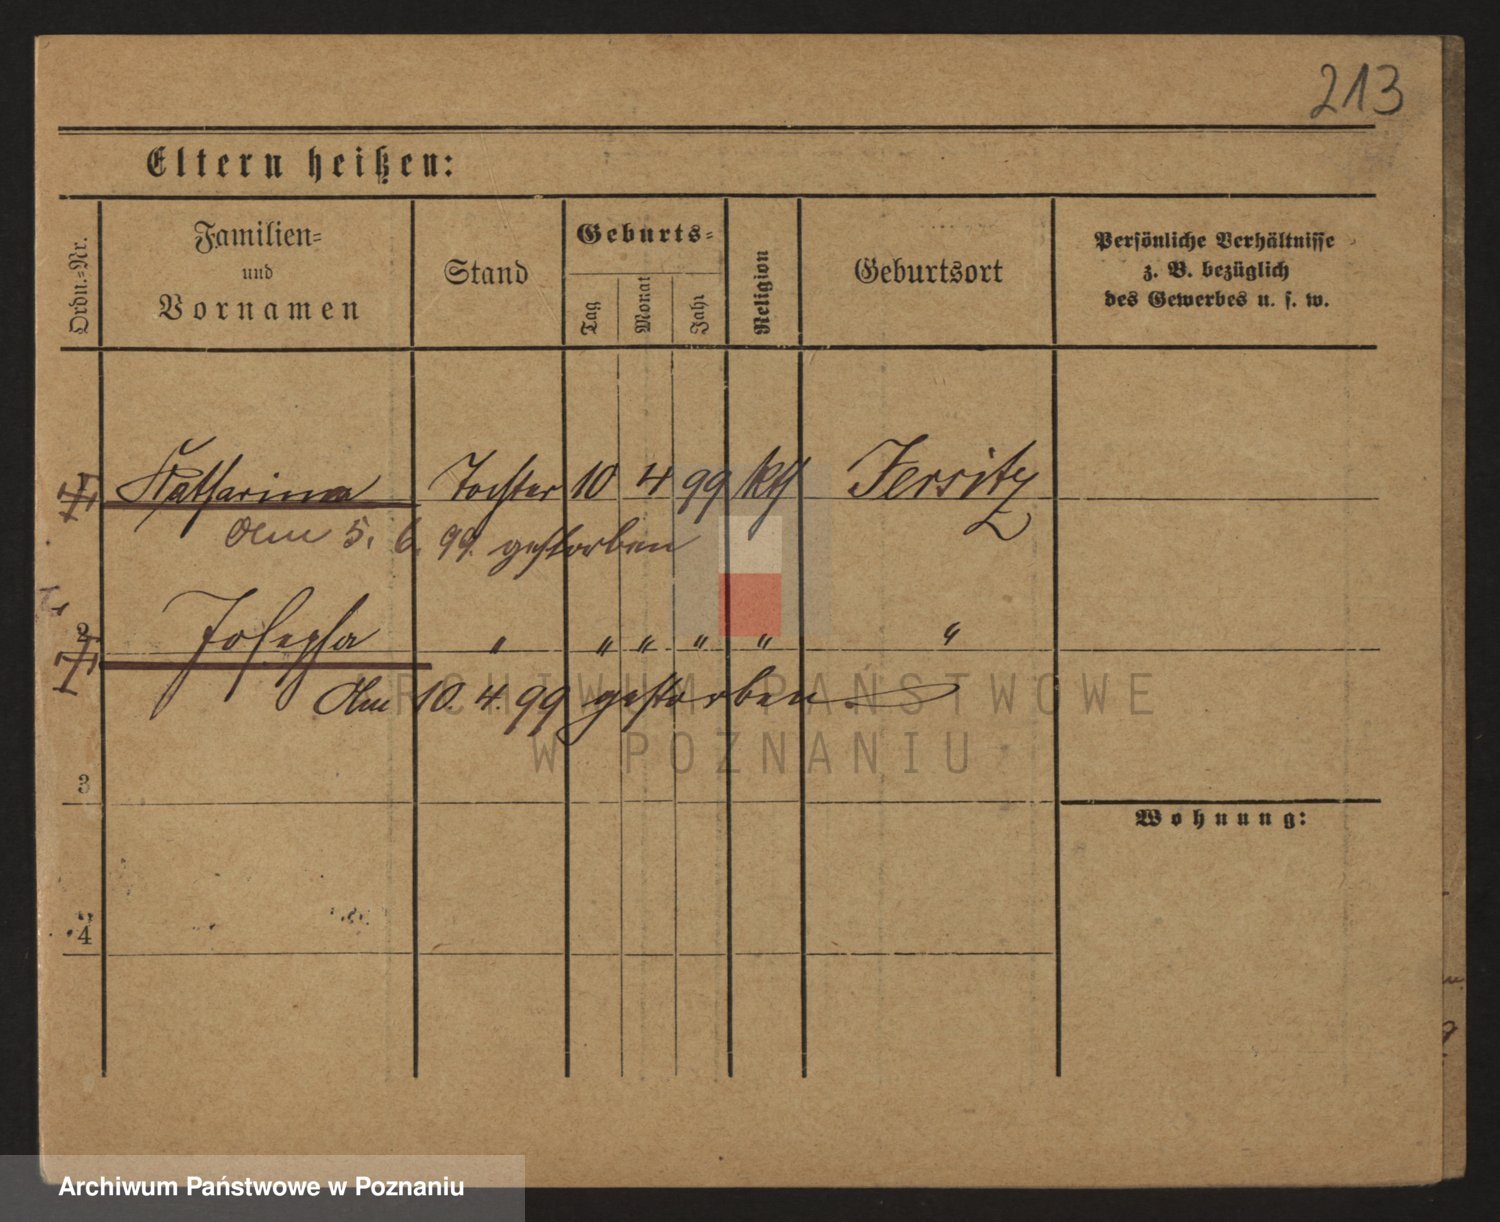 213
Eltern heißen:
Ordn.-Nr.
Familien-
und
Vornamen
Stand
Geburts-
Tag
Monat
Jahr
Religion
Geburtsort
Persönliche Verhältnisse
z. B. bezüglich
des Gewerbes u. s. w.
1 Katharina Tochter 10 4 99 kth Jersitz
Am 5. 6. 99. gestorben
2 Josepha " " " " " "
Am 10. 4. 99 gestorben.
ARCHIWUM PAŃSTWOWE
W POZNANIU
3
Wohnung:
4
Archiwum Państwowe w Poznaniu